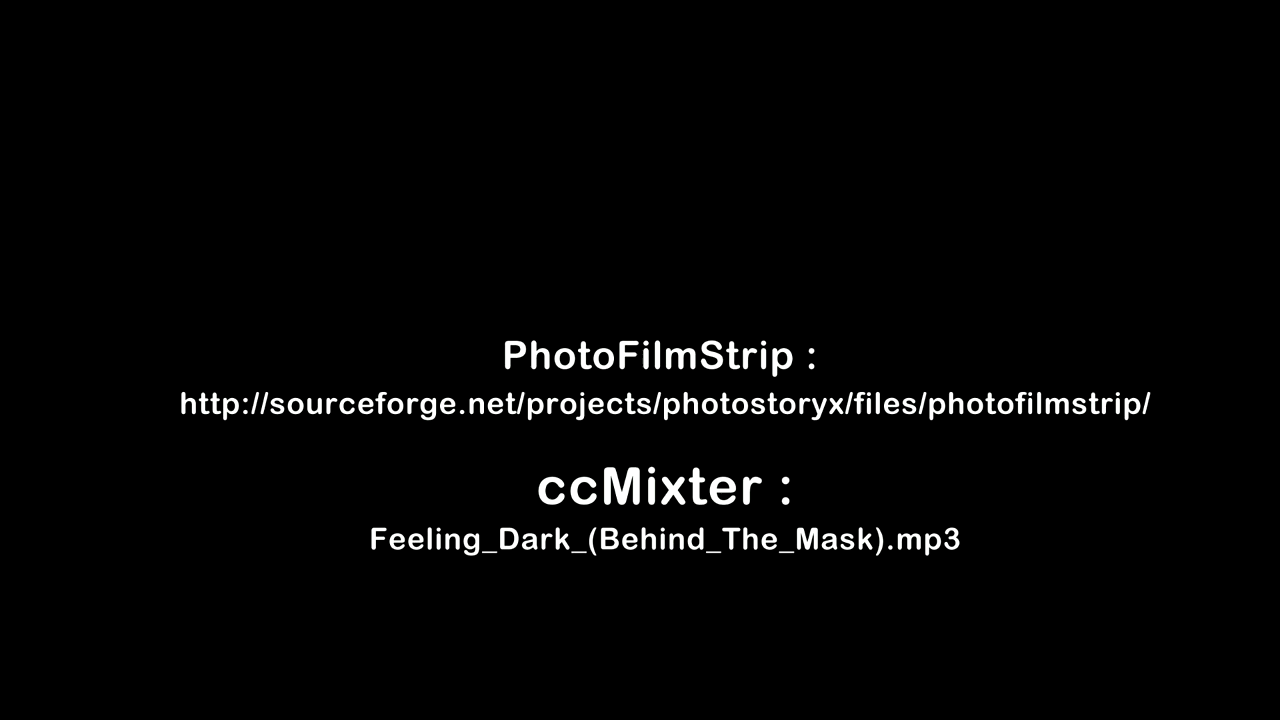 PhotoFilmStrip :
http://sourceforge.net/projects/photostoryx/files/photofilmstrip/
ccMixter :
Feeling_Dark_(Behind_The_Mask).mp3